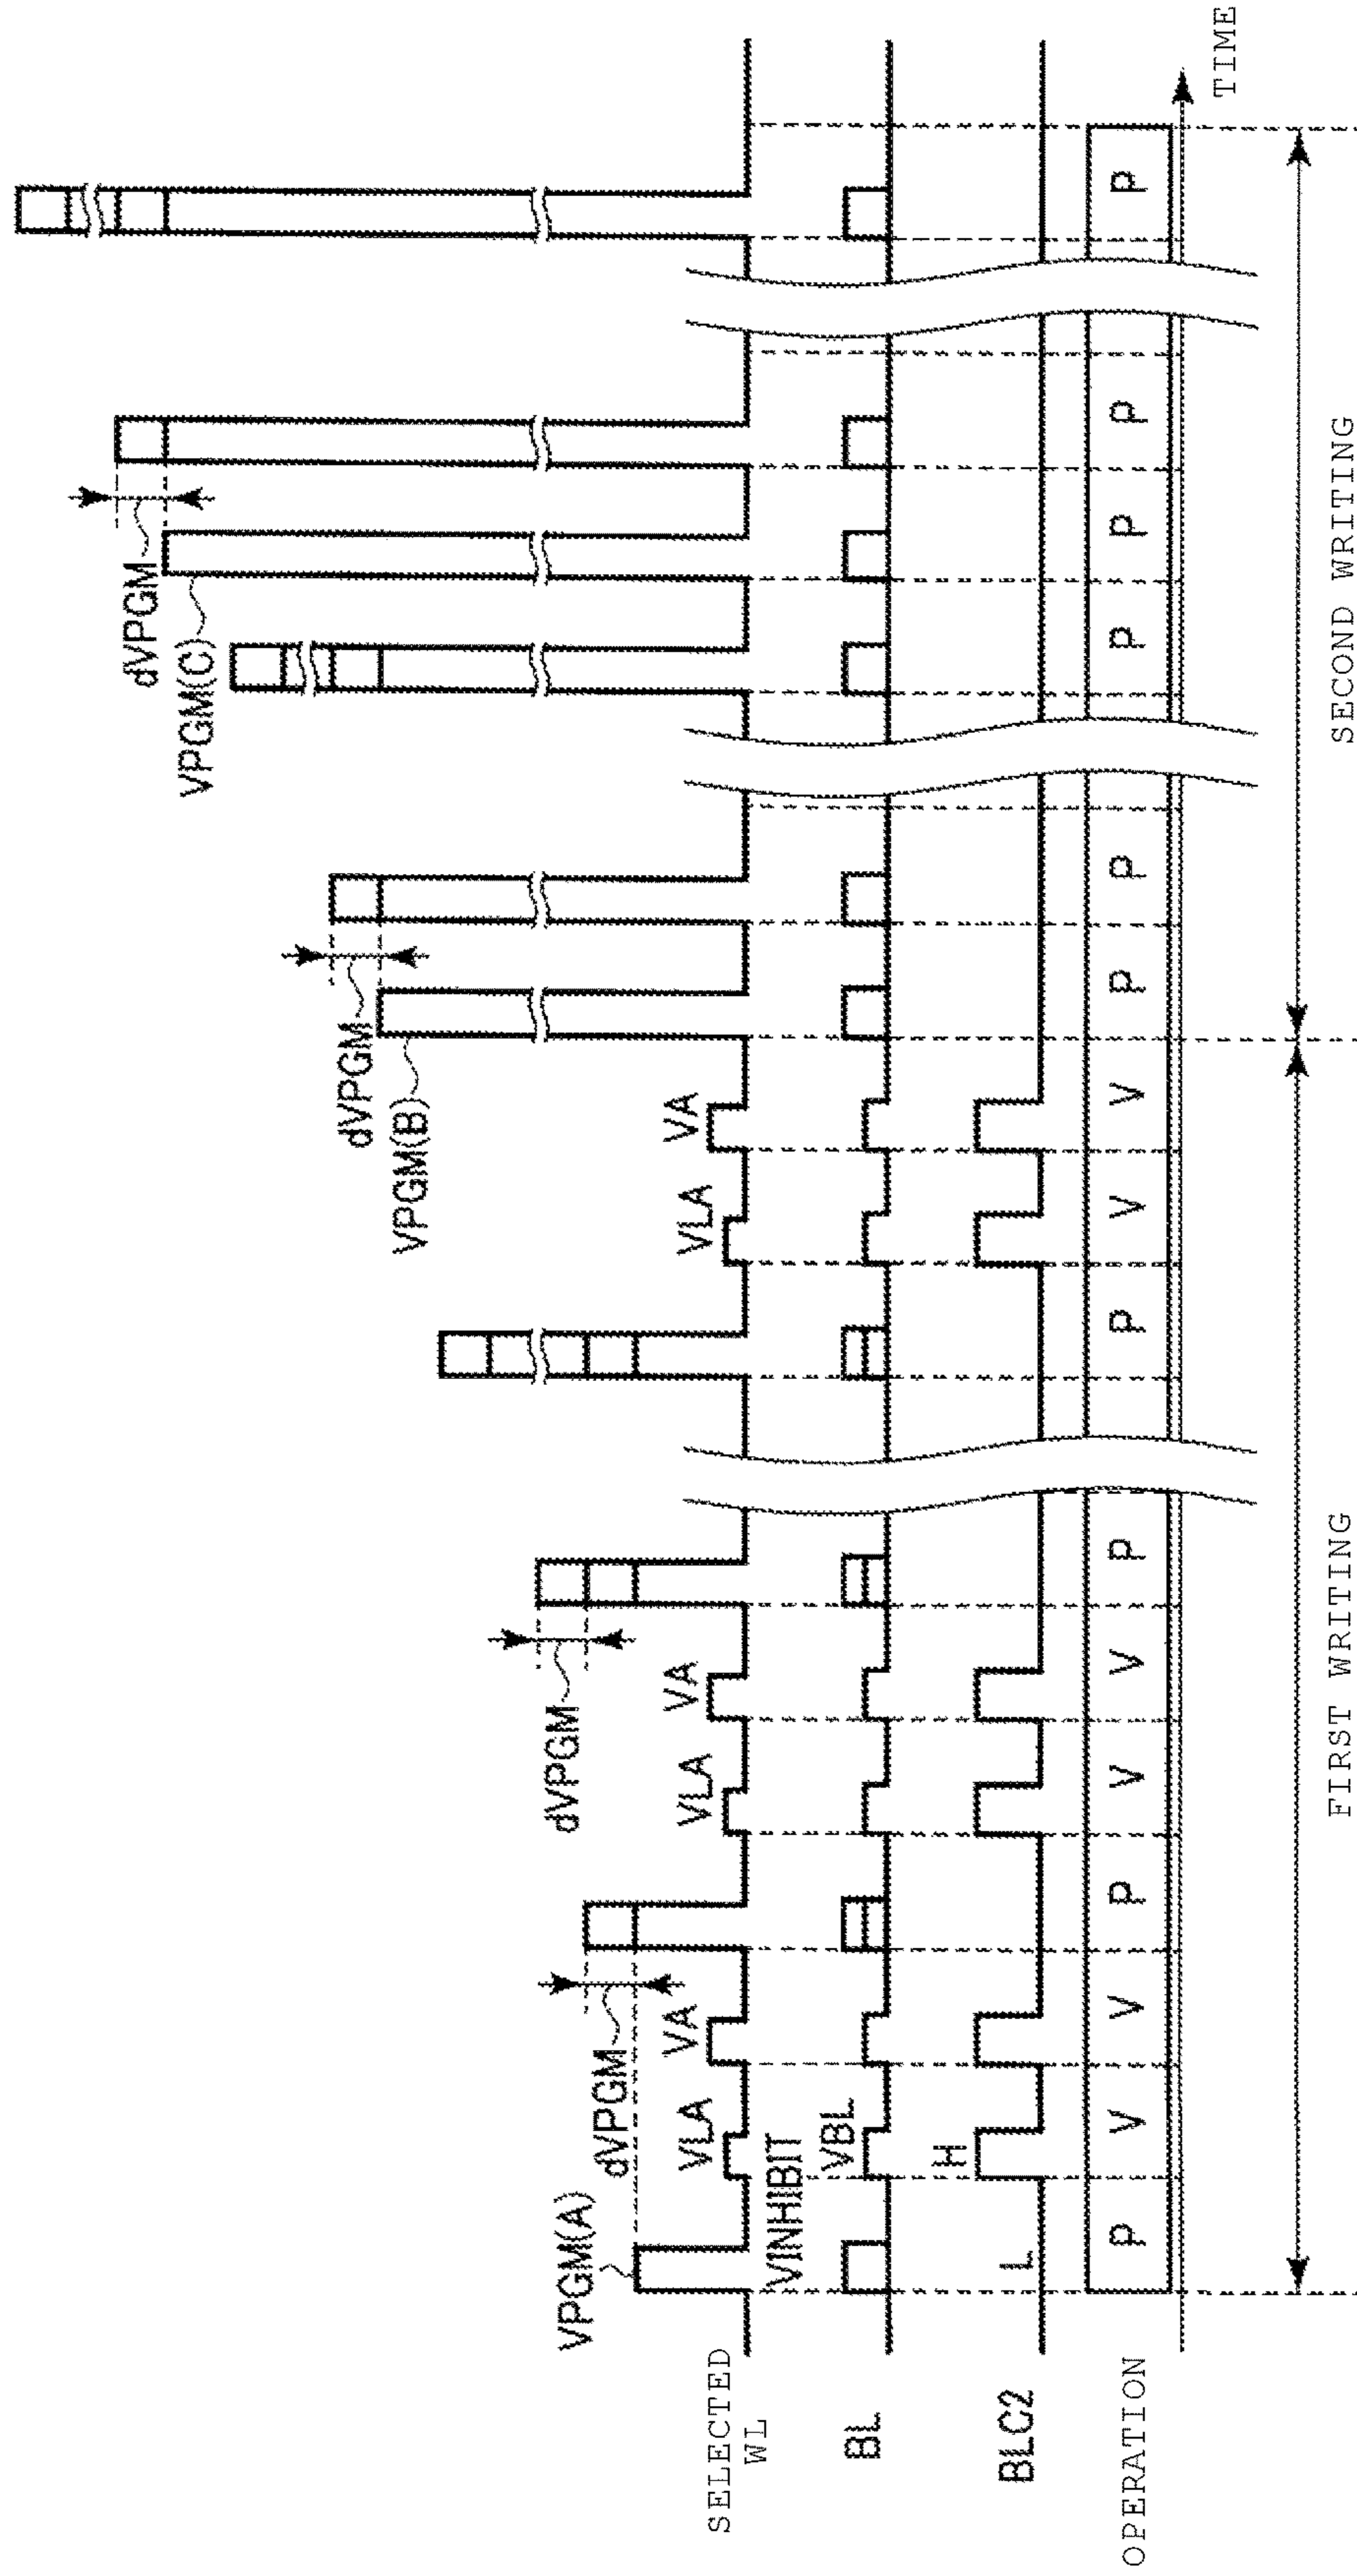 dVPGM
VPGM(C)
dVPGM
VPGM(B)
VPGM(A)
dVPGM
dVPGM
SELECTED
WL
VLA
VA
VLA
VA
VLA
VA
VINHIBIT
BL
VBL
BLC2
L
H
OPERATION
P V V P V V P P V V P P P P P P
TIME
FIRST WRITING
SECOND WRITING